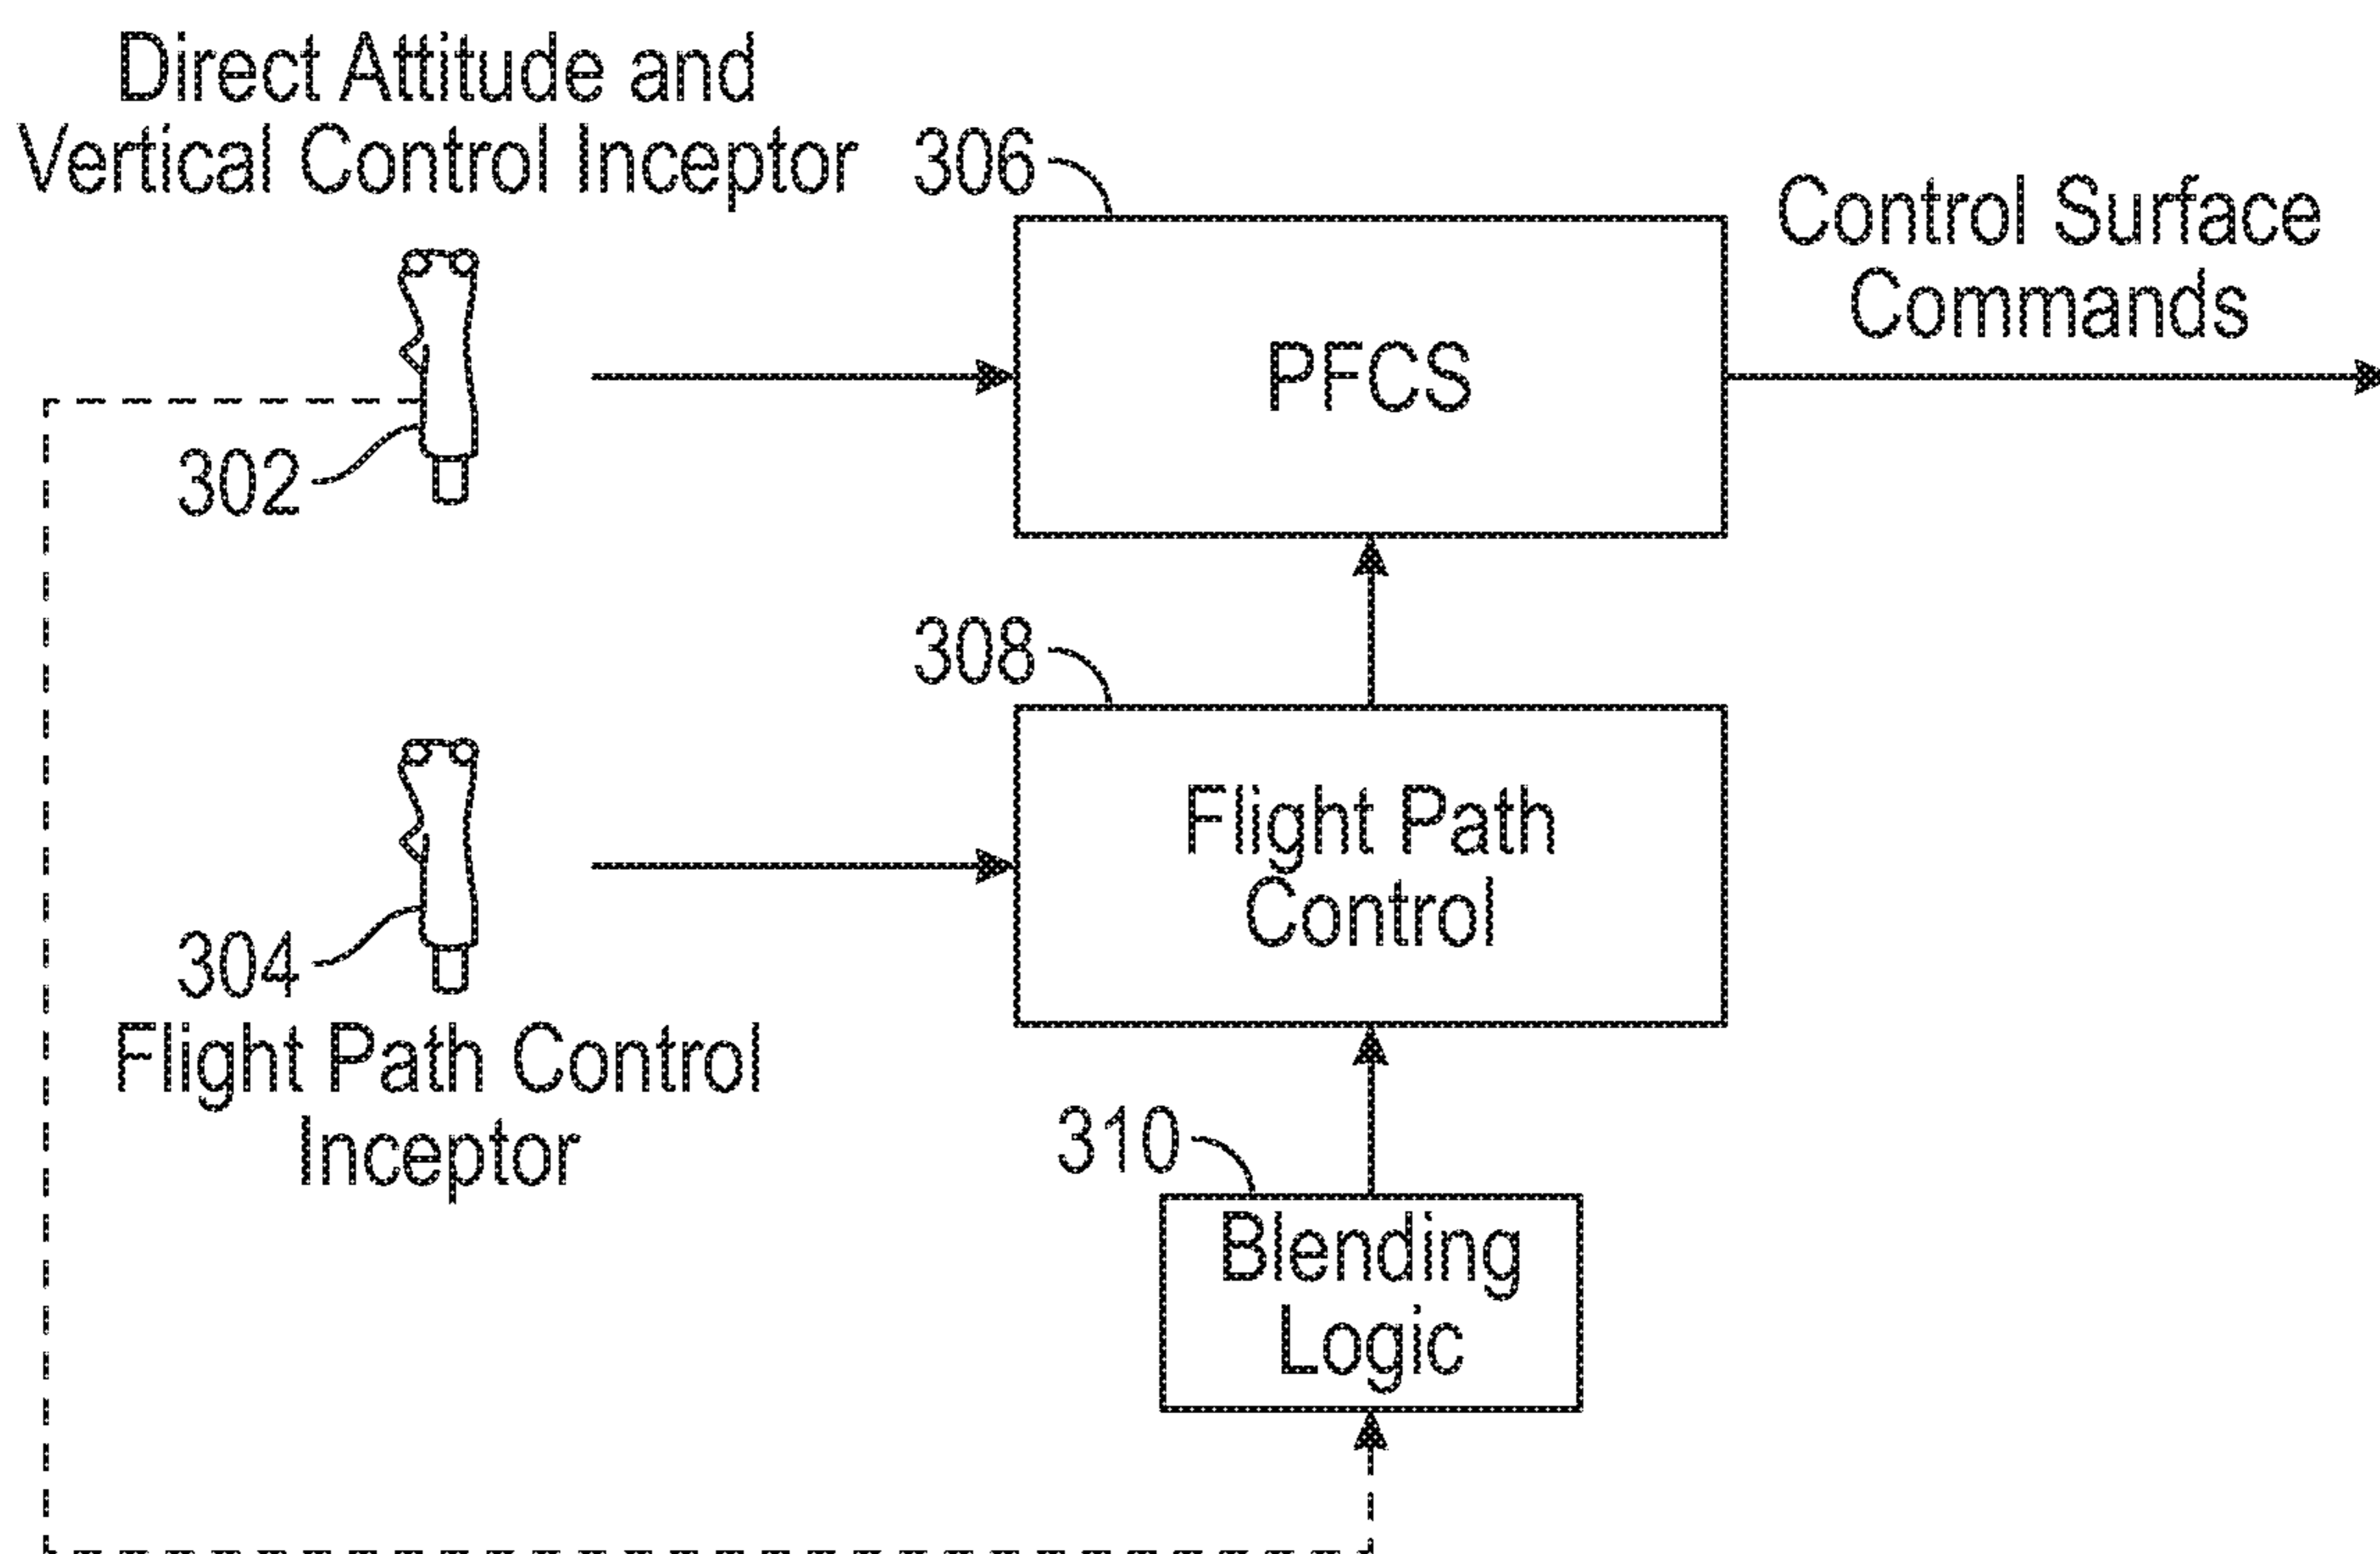 Direct Attitude and
Vertical Control Inceptor
306
Control Surface
Commands
PFCS
302
308
Flight Path
Control
304
Flight Path Control
Inceptor
310
Blending
Logic